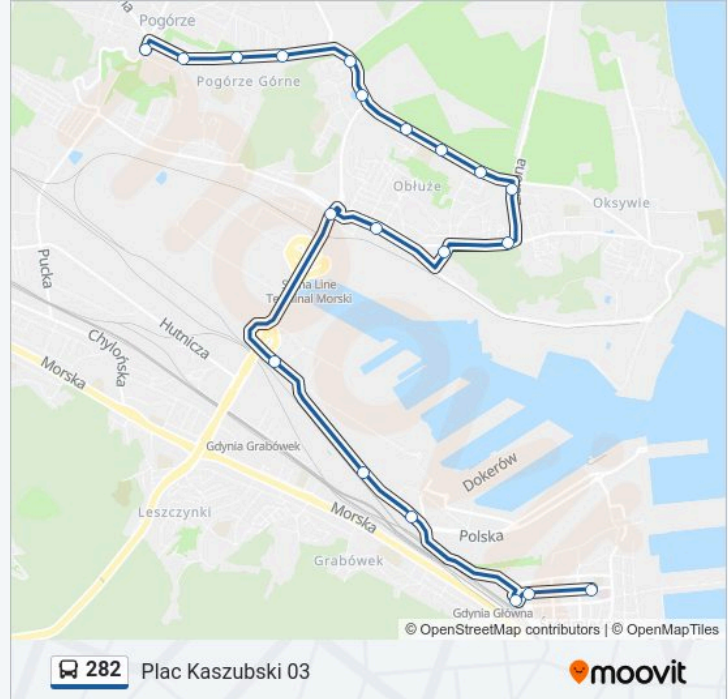 Pogórze
Pogórze Górne
Obłuże
Oksywie
Pucka
Stena Line
Terminal Morski
Hutnicza
Chylońska
Morska
Gdynia Grabówek
Dokerów
Leszczynki
Morska
Polska
Grabówek
Gdynia Główna
© OpenStreetMap contributors | © OpenMapTiles
282 Plac Kaszubski 03
moovit